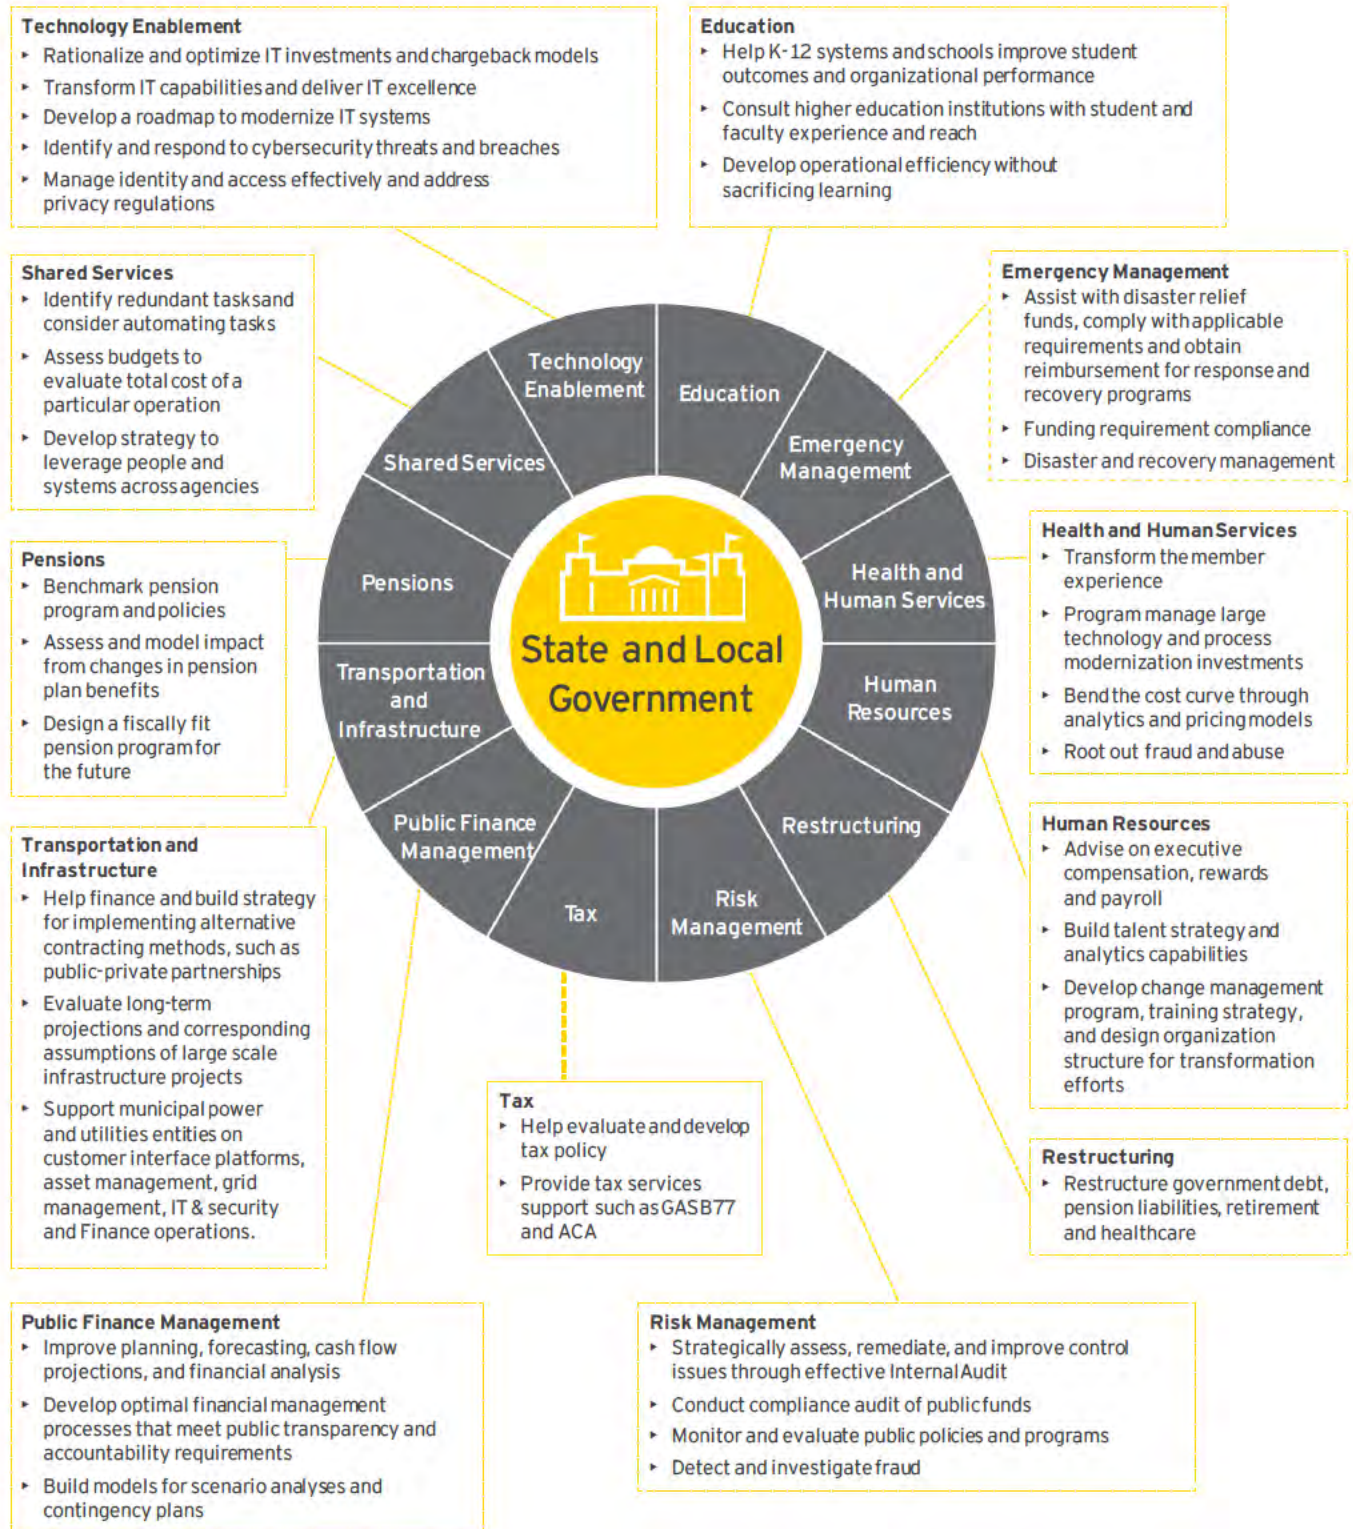 Technology Enablement
‣ Rationalize and optimize IT investments and chargeback models
‣ Transform IT capabilities and deliver IT excellence
‣ Develop a roadmap to modernize IT systems
‣ Identify and respond to cybersecurity threats and breaches
‣ Manage identity and access effectively and address
privacy regulations
Education
‣ Help K-12 systems and schools improve student
outcomes and organizational performance
‣ Consult higher education institutions with student and
faculty experience and reach
‣ Develop operational efficiency without
sacrificing learning
Shared Services
‣ Identify redundant tasks and
consider automating tasks
‣ Assess budgets to
evaluate total cost of a
particular operation
‣ Develop strategy to
leverage people and
systems across agencies
Emergency Management
‣ Assist with disaster relief
funds, comply with applicable
requirements and obtain
reimbursement for response and
recovery programs
‣ Funding requirement compliance
‣ Disaster and recovery management
Technology
Enablement
Education
Emergency
Management
Shared Services
Health and
Human Services
Pensions
State and Local
Government
Human
Resources
Transportation
and
Infrastructure
Restructuring
Public Finance
Management
Risk
Management
Tax
Pensions
‣ Benchmark pension
program and policies
‣ Assess and model impact
from changes in pension
plan benefits
‣ Design a fiscally fit
pension program for
the future
Health and Human Services
‣ Transform the member
experience
‣ Program manage large
technology and process
modernization investments
‣ Bend the cost curve through
analytics and pricing models
‣ Root out fraud and abuse
Transportation and
Infrastructure
‣ Help finance and build strategy
for implementing alternative
contracting methods, such as
public-private partnerships
‣ Evaluate long-term
projections and corresponding
assumptions of large scale
infrastructure projects
‣ Support municipal power
and utilities entities on
customer interface platforms,
asset management, grid
management, IT & security
and Finance operations.
Human Resources
‣ Advise on executive
compensation, rewards
and payroll
‣ Build talent strategy and
analytics capabilities
‣ Develop change management
program, training strategy,
and design organization
structure for transformation
efforts
Tax
‣ Help evaluate and develop
tax policy
‣ Provide tax services
support such as GASB77
and ACA
Restructuring
‣ Restructure government debt,
pension liabilities, retirement
and healthcare
Public Finance Management
‣ Improve planning, forecasting, cash flow
projections, and financial analysis
‣ Develop optimal financial management
processes that meet public transparency and
accountability requirements
‣ Build models for scenario analyses and
contingency plans
Risk Management
‣ Strategically assess, remediate, and improve control
issues through effective Internal Audit
‣ Conduct compliance audit of public funds
‣ Monitor and evaluate public policies and programs
‣ Detect and investigate fraud